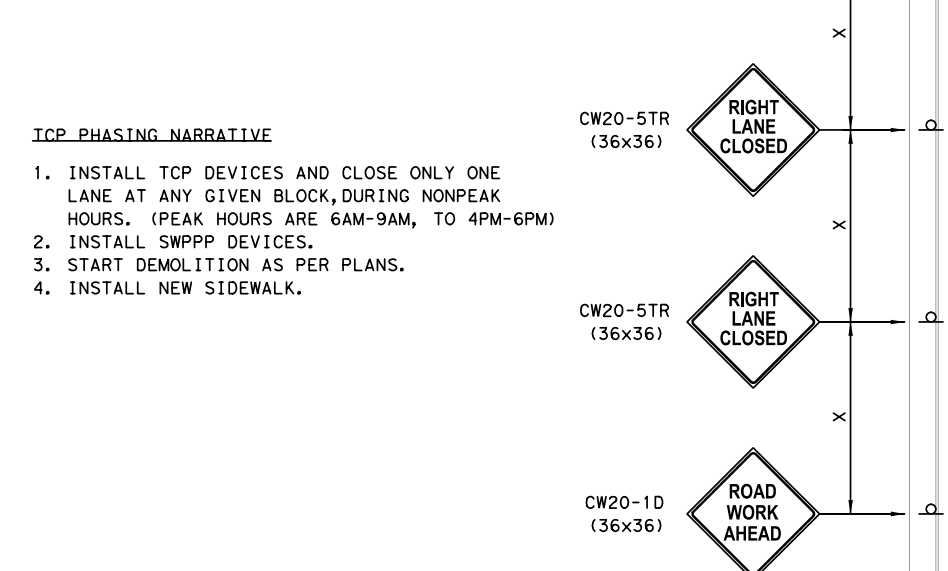 TCP PHASING NARRATIVE
1. INSTALL TCP DEVICES AND CLOSE ONLY ONE
LANE AT ANY GIVEN BLOCK, DURING NONPEAK
HOURS. (PEAK HOURS ARE 6AM-9AM, TO 4PM-6PM)
2. INSTALL SWPPP DEVICES.
3. START DEMOLITION AS PER PLANS.
4. INSTALL NEW SIDEWALK.
X
CW20-5TR
(36x36)
RIGHT
LANE
CLOSED
X
CW20-5TR
(36x36)
RIGHT
LANE
CLOSED
X
CW20-1D
(36x36)
ROAD
WORK
AHEAD